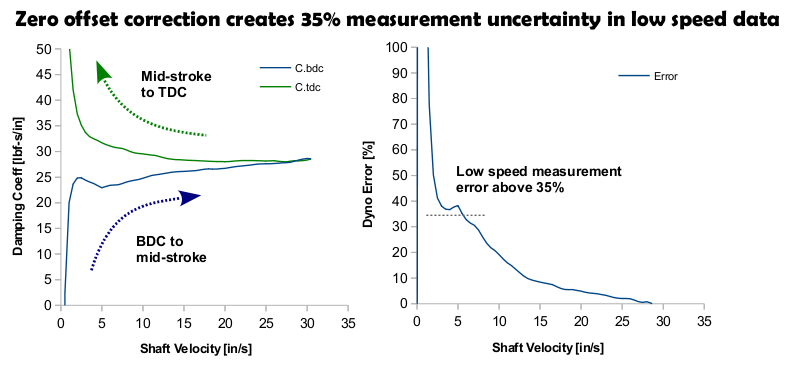 Zero offset correction creates 35% measurement uncertainty in low speed data
Damping Coeff [lbf-s/in]
50
45
40
35
30
25
20
15
10
5
0
0 5 10 15 20 25 30 35
Shaft Velocity [in/s]
Mid-stroke
to TDC
C.bdc
C.tdc
BDC to
mid-stroke
Dyno Error [%]
100
90
80
70
60
50
40
30
20
10
0
0 5 10 15 20 25 30 35
Shaft Velocity [in/s]
Error
Low speed measurement
error above 35%